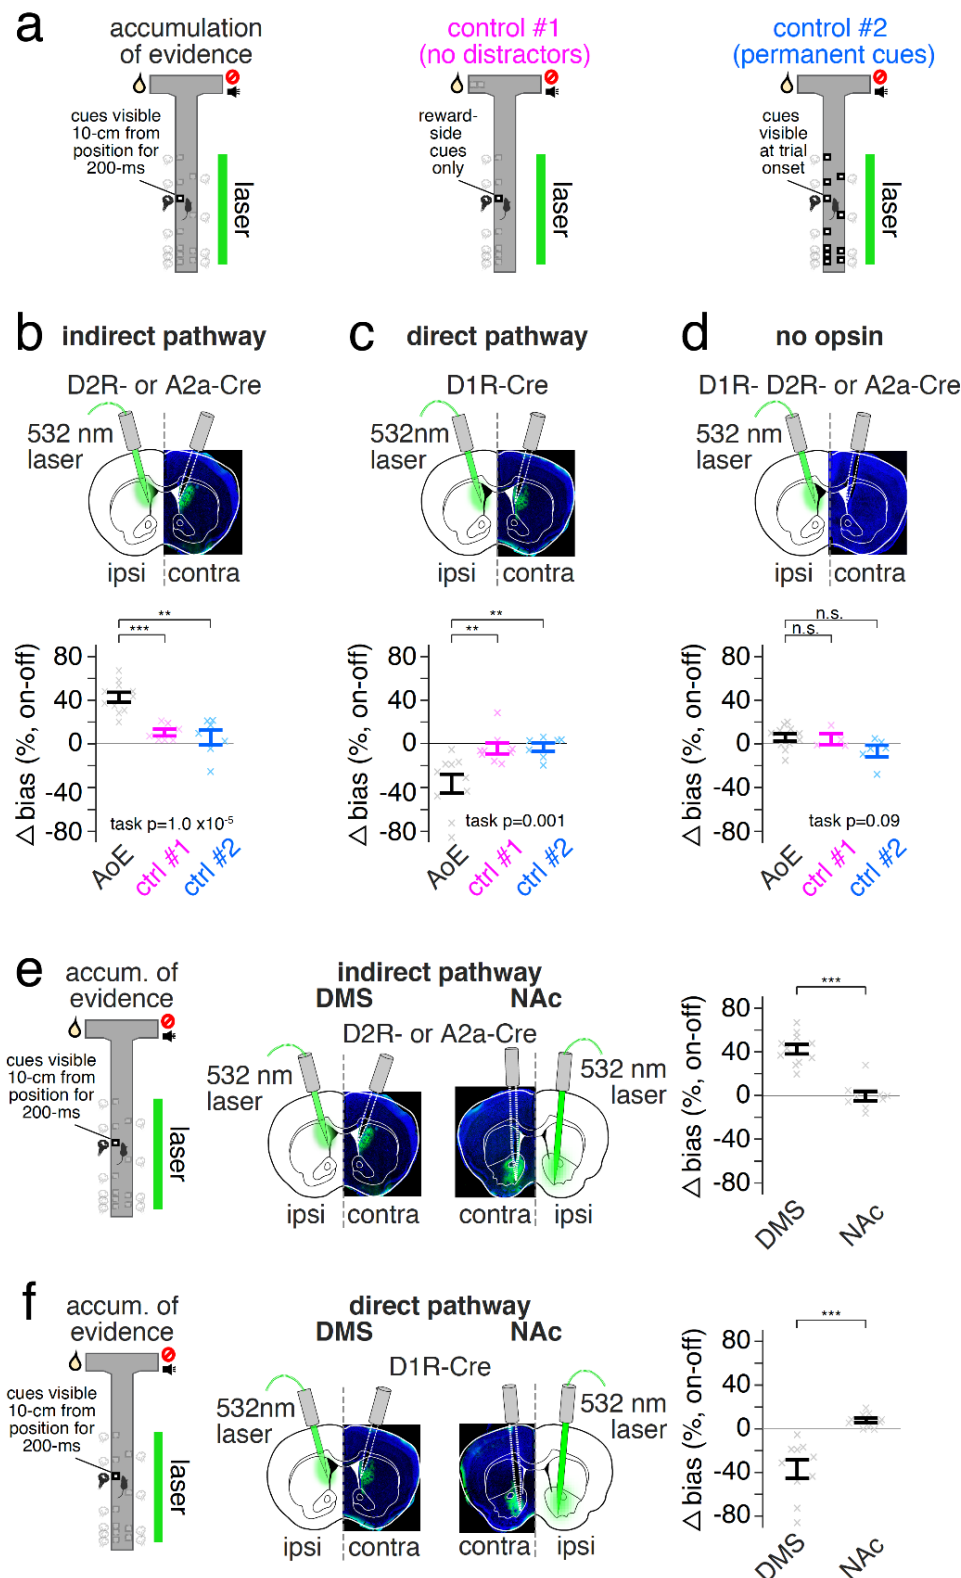 a
accumulation
of evidence
cues visible
10-cm from
position for
200-ms
laser
control #1
(no distractors)
reward-
side
cues
only
laser
control #2
(permanent cues)
cues
visible
at trial
onset
laser
b
indirect pathway
D2R- or A2a-Cre
532 nm
laser
ipsi
contra
**
***
Δ bias (%, on-off)
80
40
0
-40
-80
task p=1.0 x10-5
AoE
ctrl #1
ctrl #2
c
direct pathway
D1R-Cre
532nm
laser
ipsi
contra
**
**
Δ bias (%, on-off)
80
40
0
-40
-80
task p=0.001
AoE
ctrl #1
ctrl #2
d
no opsin
D1R- D2R- or A2a-Cre
532 nm
laser
ipsi
contra
n.s.
n.s.
Δ bias (%, on-off)
80
40
0
-40
-80
task p=0.09
AoE
ctrl #1
ctrl #2
e
accum. of
evidence
cues visible
10-cm from
position for
200-ms
laser
indirect pathway
DMS
NAc
D2R- or A2a-Cre
532 nm
laser
532 nm
laser
ipsi
contra
contra
ipsi
***
Δ bias (%, on-off)
80
40
0
-40
-80
DMS
NAc
f
accum. of
evidence
cues visible
10-cm from
position for
200-ms
laser
direct pathway
DMS
NAc
D1R-Cre
532nm
laser
532 nm
laser
ipsi
contra
contra
ipsi
***
Δ bias (%, on-off)
80
40
0
-40
-80
DMS
NAc